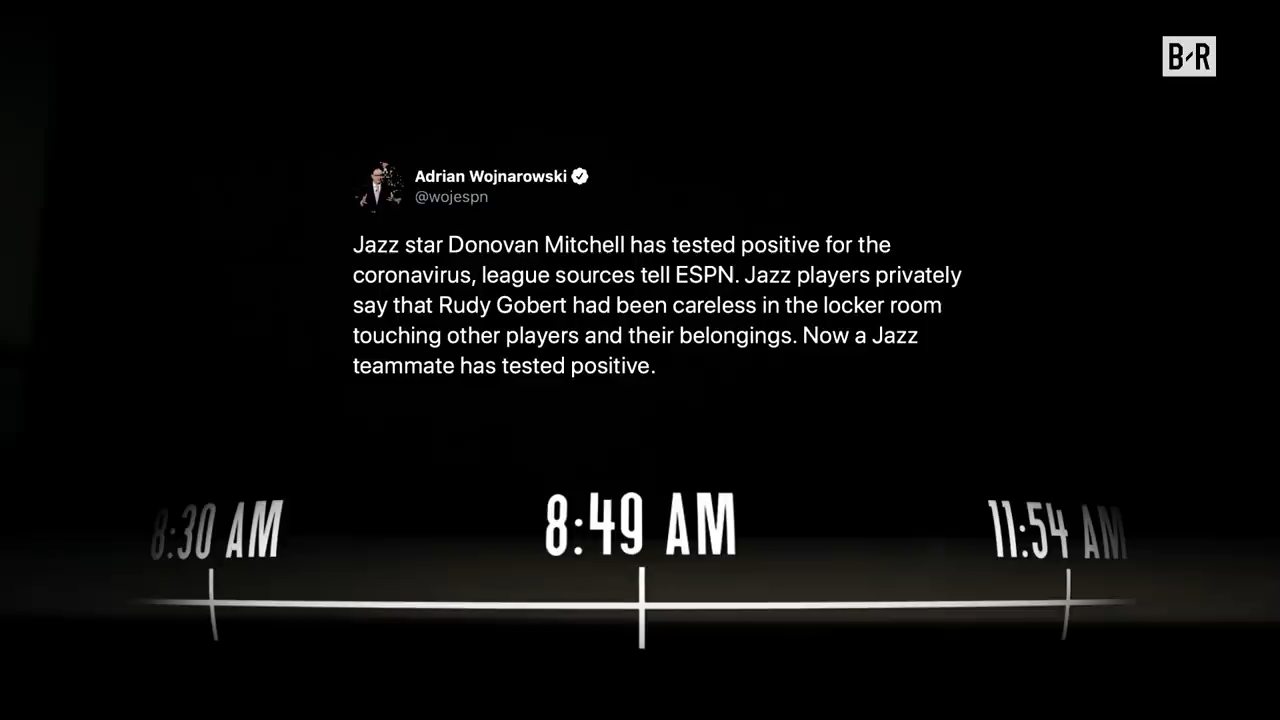 B-R
Adrian Wojnarowski
@wojespn
Jazz star Donovan Mitchell has tested positive for the
coronavirus, league sources tell ESPN. Jazz players privately
say that Rudy Gobert had been careless in the locker room
touching other players and their belongings. Now a Jazz
teammate has tested positive.
8:30 AM
8:49 AM
11:54 AM